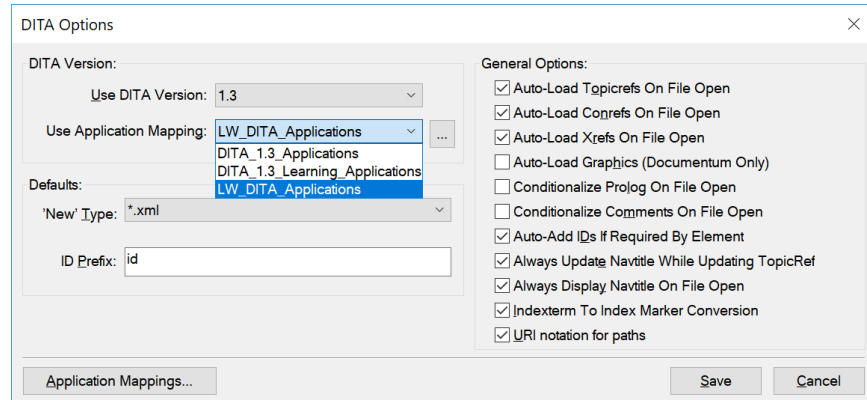 DITA Options
DITA Version:
Use DITA Version: 1.3
Use Application Mapping: LW_DITA_Applications ...
DITA_1.3_Applications
DITA_1.3_Learning_Applications
LW_DITA_Applications
Defaults:
'New' Type: *.xml
ID Prefix: id
General Options:
Auto-Load Topicrefs On File Open
Auto-Load Conrefs On File Open
Auto-Load Xrefs On File Open
Auto-Load Graphics (Documentum Only)
Conditionalize Prolog On File Open
Conditionalize Comments On File Open
Auto-Add IDs If Required By Element
Always Update Navtitle While Updating TopicRef
Always Display Navtitle On File Open
Indexterm To Index Marker Conversion
URI notation for paths
Application Mappings... Save Cancel